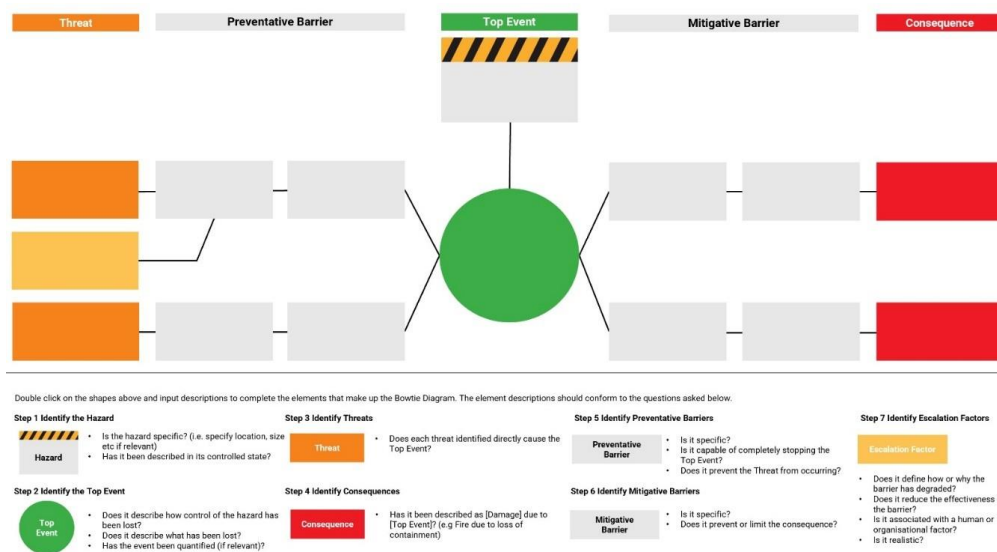 Threat
Preventative Barrier
Top Event
Mitigative Barrier
Consequence
Double click on the shapes above and input descriptions to complete the elements that make up the Bowtie Diagram. The element descriptions should conform to the questions asked below.
Step 1 Identify the Hazard
Hazard
• Is the hazard specific? (i.e. specify location, size
etc if relevant)
• Has it been described in its controlled state?
Step 2 Identify the Top Event
Top
Event
• Does it describe how control of the hazard has
been lost?
• Does it describe what has been lost?
• Has the event been quantified (if relevant)?
Step 3 Identify Threats
Threat
• Does each threat identified directly cause the
Top Event?
Step 4 Identify Consequences
Consequence
• Has it been described as [Damage] due to
[Top Event]? (e.g Fire due to loss of
containment)
Step 5 Identify Preventative Barriers
Preventative
Barrier
• Is it specific?
• Is it capable of completely stopping the
Top Event?
• Does it prevent the Threat from occurring?
Step 6 Identify Mitigative Barriers
Mitigative
Barrier
• Is it specific?
• Does it prevent or limit the consequence?
Step 7 Identify Escalation Factors
Escalation Factor
• Does it define how or why the
barrier has degraded?
• Does it reduce the effectiveness
the barrier?
• Is it associated with a human or
organisational factor?
• Is it realistic?